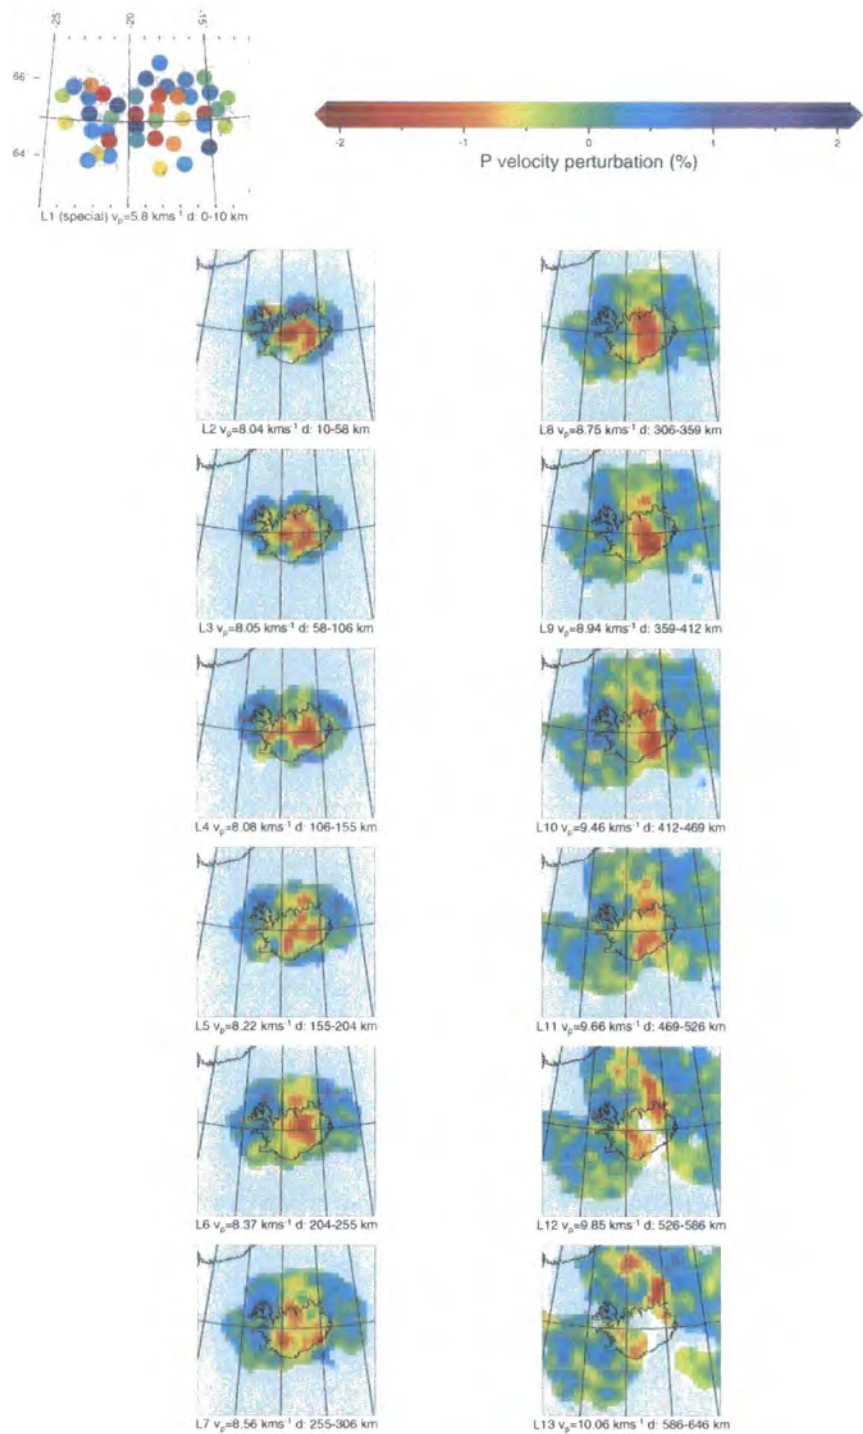 -25 -20 -15
66
64
L1 (special) vp=5.8 kms-1 d: 0-10 km
-2 -1 0 1 2
P velocity perturbation (%)
L2 vp=8.04 kms-1 d: 10-58 km
L8 vp=8.75 kms-1 d: 306-359 km
L3 vp=8.05 kms-1 d: 58-106 km
L9 vp=8.94 kms-1 d: 359-412 km
L4 vp=8.08 kms-1 d: 106-155 km
L10 vp=9.46 kms-1 d: 412-469 km
L5 vp=8.22 kms-1 d: 155-204 km
L11 vp=9.66 kms-1 d: 469-526 km
L6 vp=8.37 kms-1 d: 204-255 km
L12 vp=9.85 kms-1 d: 526-586 km
L7 vp=8.56 kms-1 d: 255-306 km
L13 vp=10.06 kms-1 d: 586-646 km